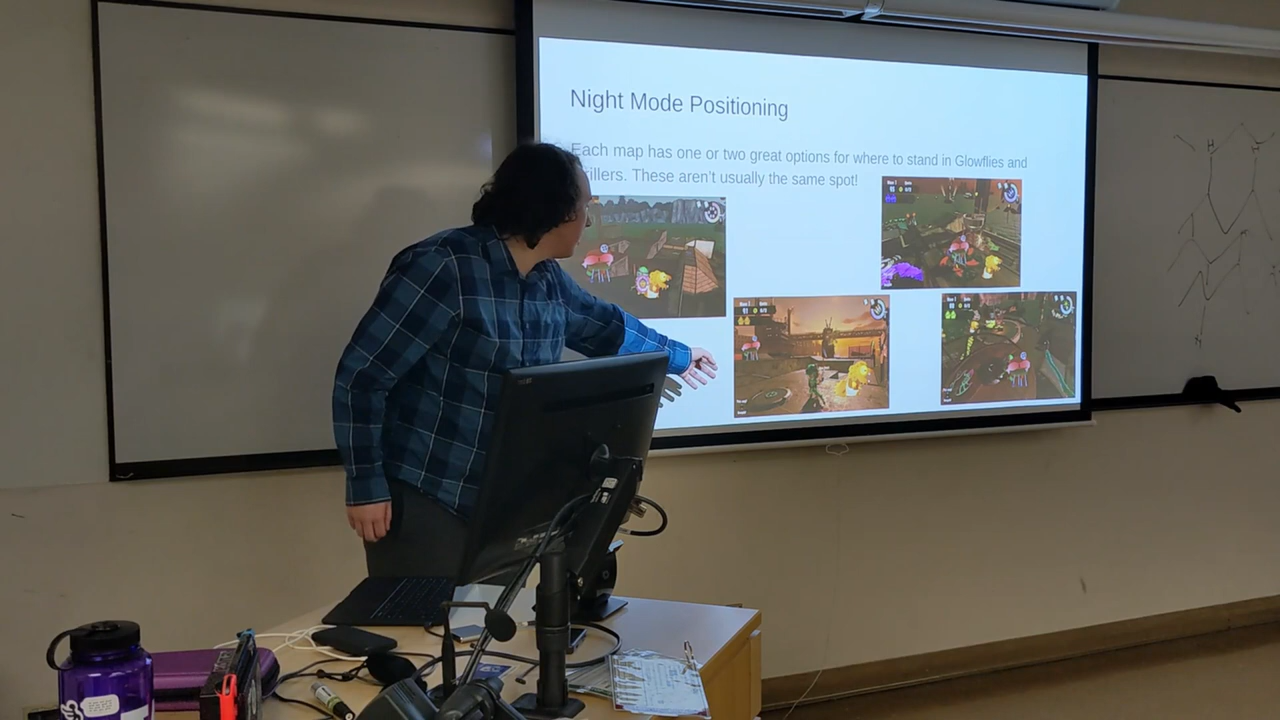 Night Mode Positioning
Each map has one or two great options for where to stand in Glowflies and
illers. These aren't usually the same spot!
H
H
H